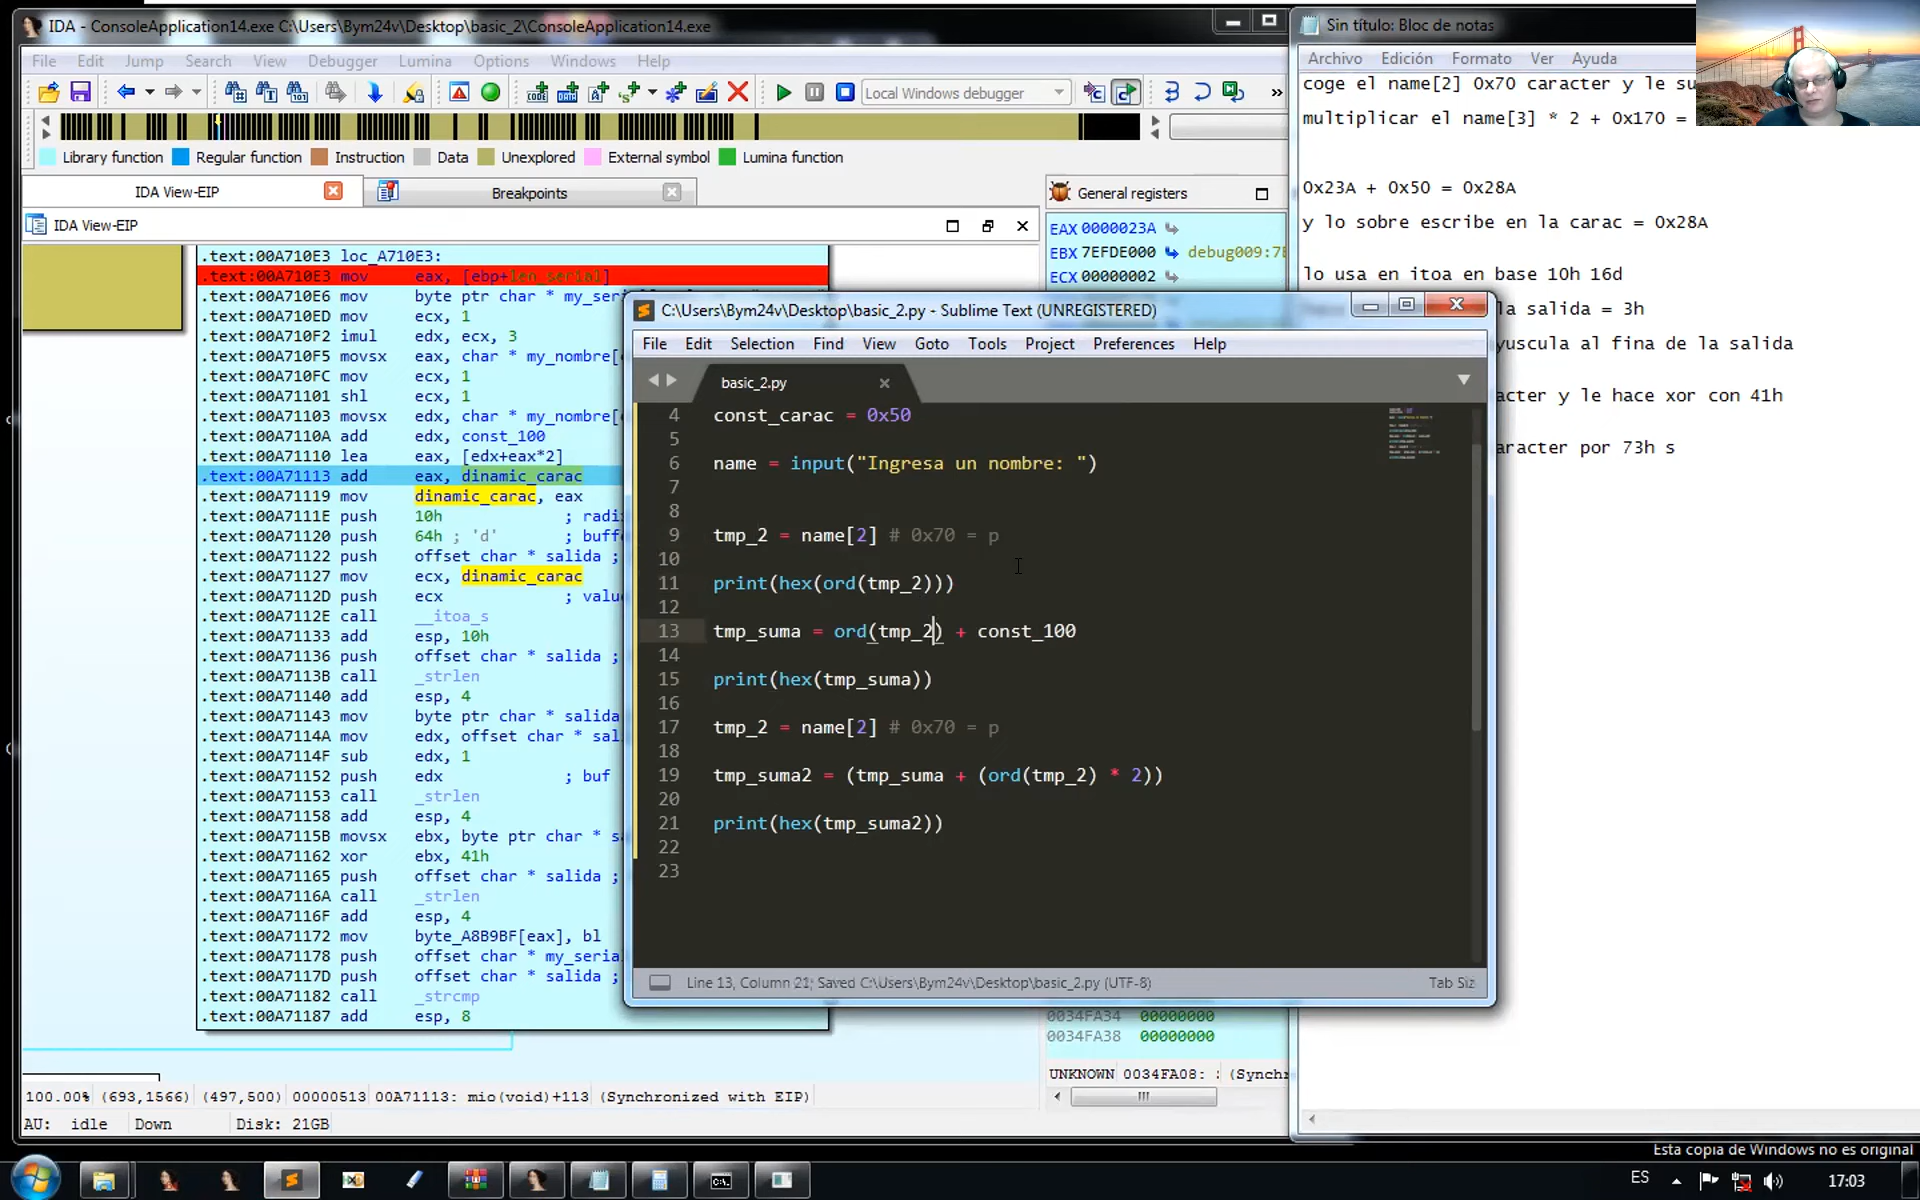 IDA - ConsoleApplication14.exe C:\Users\Bym24v\Desktop\basic_2\ConsoleApplication14.exe
File Edit Jump Search View Debugger Lumina Options Windows Help
Local Windows debugger
Library function Regular function Instruction Data Unexplored External symbol Lumina function
IDA View-EIP
Breakpoints
IDA View-EIP
.text:00A710E3 loc_A710E3:
.text:00A710E3 mov eax, [ebp+len_serial]
.text:00A710E6 mov byte ptr char * my_se
.text:00A710ED mov ecx, 1
.text:00A710F2 imul edx, ecx, 3
.text:00A710F5 movsx eax, char * my_nombre[
.text:00A710FC mov ecx, 1
.text:00A71101 shl ecx, 1
.text:00A71103 movsx edx, char * my_nombre[
.text:00A7110A add edx, const_100
.text:00A71110 lea eax, [edx+eax*2]
.text:00A71113 add eax, dinamic_carac
.text:00A71119 mov dinamic_carac, eax
.text:00A7111E push 10h ; radi
.text:00A71120 push 64h ; 'd' ; buff
.text:00A71122 push offset char * salida ;
.text:00A71127 mov ecx, dinamic_carac
.text:00A7112D push ecx ; valu
.text:00A7112E call __itoa_s
.text:00A71133 add esp, 10h
.text:00A71136 push offset char * salida ;
.text:00A7113B call _strlen
.text:00A71140 add esp, 4
.text:00A71143 mov byte ptr char * salida
.text:00A7114A mov edx, offset char * sal
.text:00A7114F sub edx, 1
.text:00A71152 push edx ; buf
.text:00A71153 call _strlen
.text:00A71158 add esp, 4
.text:00A7115B movsx ebx, byte ptr char * s
.text:00A71162 xor ebx, 41h
.text:00A71165 push offset char * salida ;
.text:00A7116A call _strlen
.text:00A7116F add esp, 4
.text:00A71172 mov byte_A8B9BF[eax], bl
.text:00A71178 push offset char * my_seria
.text:00A7117D push offset char * salida ;
.text:00A71182 call _strcmp
.text:00A71187 add esp, 8
100.00% (693,1566) (497,500) 00000513 00A71113: mio(void)+113 (Synchronized with EIP)
AU: idle Down Disk: 21GB
General registers
EAX 0000023A
EBX 7EFDE000 debug009:7E
ECX 00000002
0034FA34 00000000
0034FA38 00000000
UNKNOWN 0034FA08: (Synchr
C:\Users\Bym24v\Desktop\basic_2.py - Sublime Text (UNREGISTERED)
File Edit Selection Find View Goto Tools Project Preferences Help
basic_2.py
4 const_carac = 0x50
5
6 name = input("Ingresa un nombre: ")
7
8
9 tmp_2 = name[2] # 0x70 = p
10
11 print(hex(ord(tmp_2)))
12
13 tmp_suma = ord(tmp_2) + const_100
14
15 print(hex(tmp_suma))
16
17 tmp_2 = name[2] # 0x70 = p
18
19 tmp_suma2 = (tmp_suma + (ord(tmp_2) * 2))
20
21 print(hex(tmp_suma2))
22
23
Line 13, Column 21; Saved C:\Users\Bym24v\Desktop\basic_2.py (UTF-8) Tab Siz
Sin título: Bloc de notas
Archivo Edición Formato Ver Ayuda
coge el name[2] 0x70 caracter y le su
multiplicar el name[3] * 2 + 0x170 =
0x23A + 0x50 = 0x28A
y lo sobre escribe en la carac = 0x28A
lo usa en itoa en base 10h 16d
la salida = 3h
yuscula al fina de la salida
acter y le hace xor con 41h
aracter por 73h s
Esta copia de Windows no es original
ES 17:03